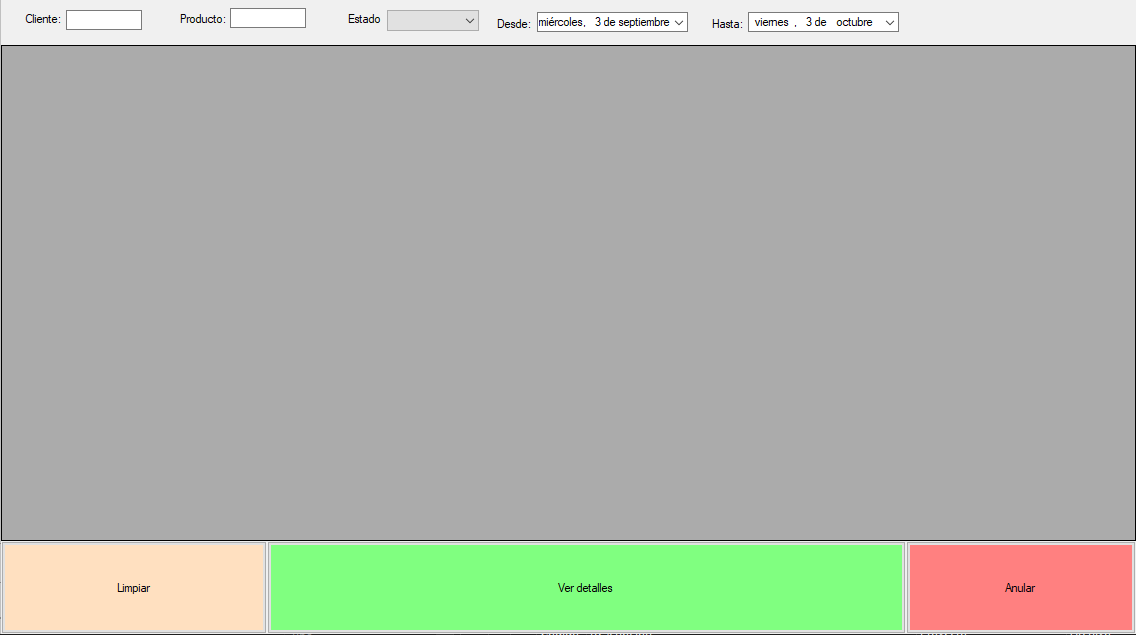 Cliente: Producto: Estado Desde: miércoles, 3 de septiembre Hasta: viernes , 3 de octubre
Limpiar Ver detalles Anular